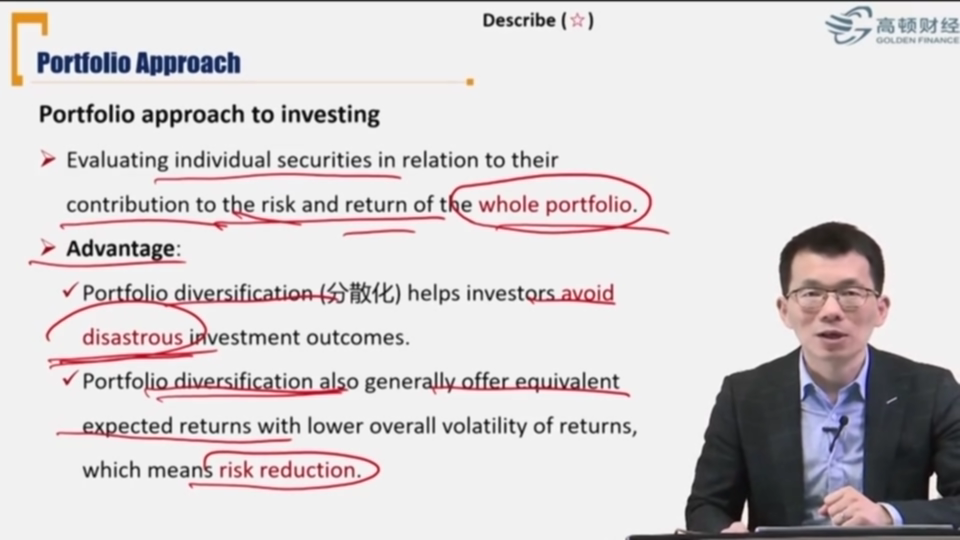 Describe (☆)
高顿财经
GOLDEN FINANCE
Portfolio Approach
Portfolio approach to investing
➢ Evaluating individual securities in relation to their
contribution to the risk and return of the whole portfolio.
➢ Advantage:
✓ Portfolio diversification (分散化) helps investors avoid
disastrous investment outcomes.
✓ Portfolio diversification also generally offer equivalent
expected returns with lower overall volatility of returns,
which means risk reduction.